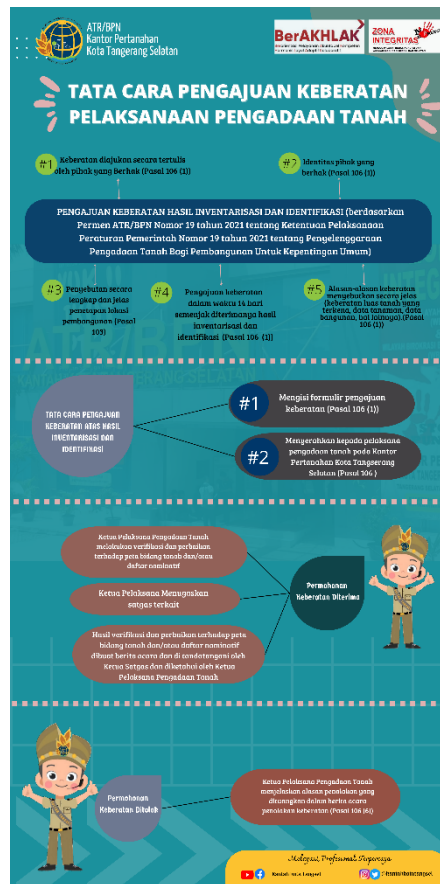 ATR/BPN
Kantor Pertanahan
Kota Tangerang Selatan
BerAKHLAK
ZONA
INTEGRITAS
TATA CARA PENGAJUAN KEBERATAN
PELAKSANAAN PENGADAAN TANAH
#1
Keberatan diajukan secara tertulis
oleh pihak yang Berhak (Pasal 106 (1))
#2
Identitas pihak yang
berhak (Pasal 106 (1))
PENGAJUAN KEBERATAN HASIL INVENTARISASI DAN IDENTIFIKASI (berdasarkan
Permen ATR/BPN Nomor 19 tahun 2021 tentang Ketentuan Pelaksanaan
Peraturan Pemerintah Nomor 19 tahun 2021 tentang Penyelenggaraan
Pengadaan Tanah Bagi Pembangunan Untuk Kepentingan Umum)
#3
Penyebutan secara
lengkap dan jelas
penetapan lokasi
pembangunan (Pasal
105)
#4
Pengajuan keberatan
dalam waktu 14 hari
semenjak diterimanya hasil
inventarisasi dan
identifikasi (Pasal 106 (1))
#5
Alasan-alasan keberatan
menyebutkan secara jelas
(keberatan luas tanah yang
terkena, data tanaman, data
bangunan, hal lainnya).(Pasal
106 (1))
TATA CARA PENGAJUAN
KEBERATAN ATAS HASIL
INVENTARISASI DAN
IDENTIFIKASI
#1
Mengisi formulir pengajuan
keberatan (Pasal 106 (1))
#2
Menyerahkan kepada pelaksana
pengadaan tanah pada Kantor
Pertanahan Kota Tangserang
Selatan (Pasal 106 )
Ketua Pelaksana Pengadaan Tanah
melakukan verifikasi dan perbaikan
terhadap peta bidang tanah dan/atau
daftar nominatif
Ketua Pelaksana Menugaskan
satgas terkait
Hasil verifikasi dan perbaikan terhadap peta
bidang tanah dan/atau daftar nominatif
dibuat berita acara dan di tandatangani oleh
Ketua Satgas dan diketahui oleh Ketua
Pelaksana Pengadaan Tanah
Permohonan
Keberatan Diterima
Permohonan
Keberatan Ditolak
Ketua Pelaksana Pengadaan Tanah
menjelaskan alasan penolakan yang
dituangkan dalam berita acara
penolakan keberatan (Pasal 106 (6))
Melayani, Profesional, Terpercaya
Kantah kota tangsel